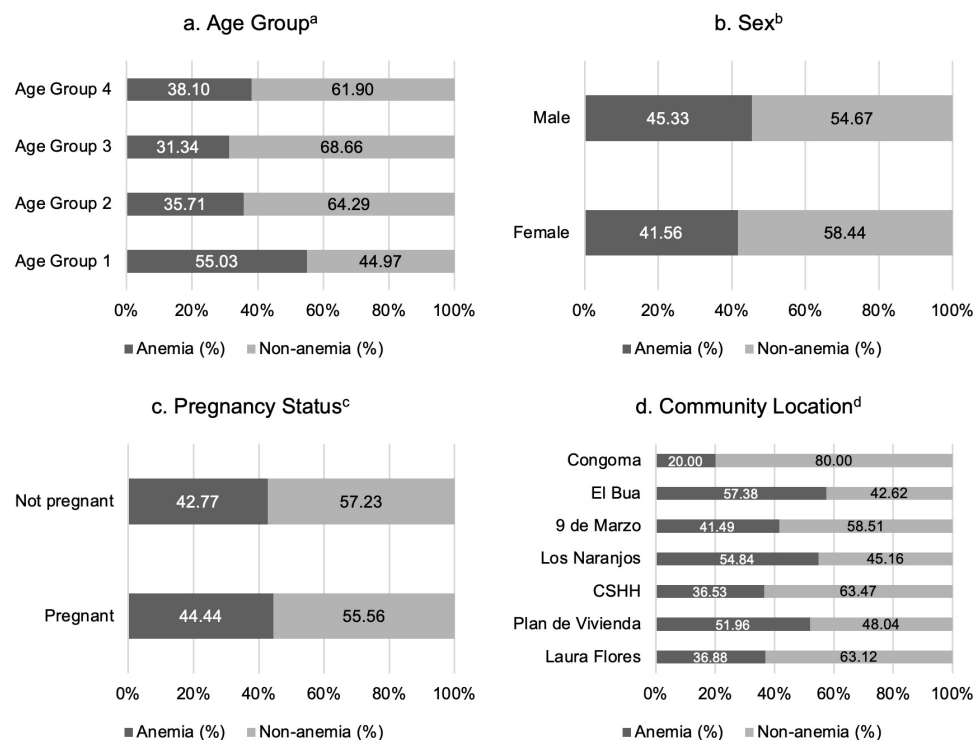 a. Age Groupᵃ
Age Group 4 38.10 61.90
Age Group 3 31.34 68.66
Age Group 2 35.71 64.29
Age Group 1 55.03 44.97
0% 20% 40% 60% 80% 100%
Anemia (%) Non-anemia (%)
b. Sexᵇ
Male 45.33 54.67
Female 41.56 58.44
0% 20% 40% 60% 80% 100%
Anemia (%) Non-anemia (%)
c. Pregnancy Statusᶜ
Not pregnant 42.77 57.23
Pregnant 44.44 55.56
0% 20% 40% 60% 80% 100%
Anemia (%) Non-anemia (%)
d. Community Locationᵈ
Congoma 20.00 80.00
El Bua 57.38 42.62
9 de Marzo 41.49 58.51
Los Naranjos 54.84 45.16
CSHH 36.53 63.47
Plan de Vivienda 51.96 48.04
Laura Flores 36.88 63.12
0% 20% 40% 60% 80% 100%
Anemia (%) Non-anemia (%)